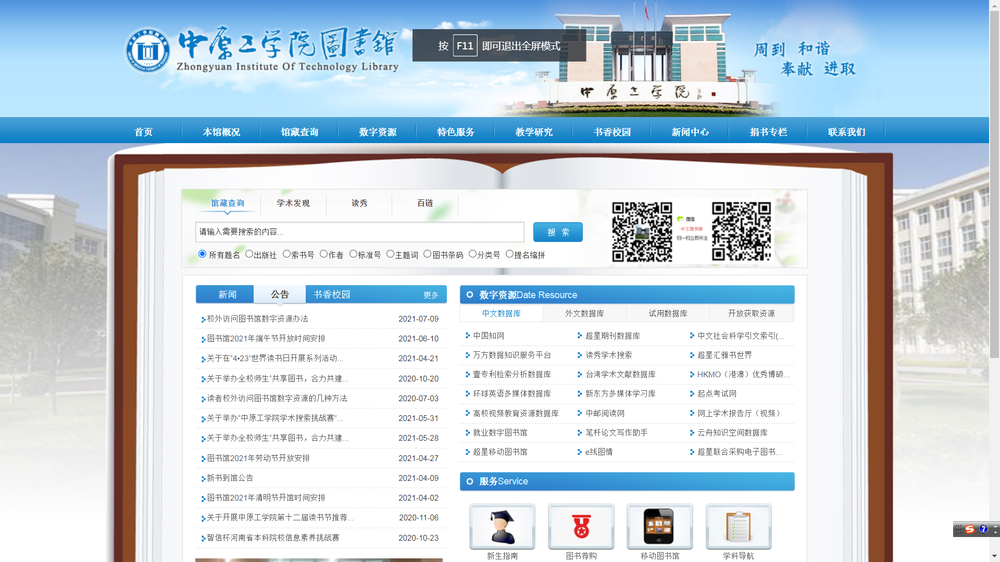 中原工学院圖書館
Zhongyuan Institute Of Technology Library
按 F11 即可退出全屏模式
周到 和谐
奉献 进取
中原工学院
首页 本馆概况 馆藏查询 数字资源 特色服务 教学研究 书香校园 新闻中心 捐书专栏 联系我们
馆藏查询 学术发现 读秀 百链
请输入需要搜索的内容... 搜 索
所有题名 出版社 索书号 作者 标准号 主题词 图书条码 分类号 提名缩拼
微信
中工图书馆
扫一扫立即关注
新闻 公告 书香校园 更多
校外访问图书馆数字资源办法 2021-07-09
图书馆2021年端午节开放时间安排 2021-06-10
关于在“4•23”世界读书日开展系列活动... 2021-04-21
关于举办全校师生“共享图书，合力共建... 2020-10-20
读者校外访问图书馆数字资源的几种方法 2020-07-03
关于举办“中原工学院学术搜索挑战赛”... 2021-05-31
关于举办全校师生“共享图书，合力共建... 2021-05-28
图书馆2021年劳动节开放安排 2021-04-27
新书到馆公告 2021-04-09
图书馆2021年清明节开馆时间安排 2021-04-02
关于开展中原工学院第十二届读书节推荐... 2020-11-06
智信杯河南省本科院校信息素养挑战赛 2020-10-23
数字资源Date Resource
中文数据库 外文数据库 试用数据库 开放获取资源
中国知网 超星期刊数据库 中文社会科学引文索引(...
万方数据知识服务平台 读秀学术搜索 超星汇雅书世界
壹专利检索分析数据库 台湾学术文献数据库 HKMO（港澳）优秀博硕...
环球英语多媒体数据库 新东方多媒体学习库 起点考试网
高校视频教育资源数据库 中邮阅读网 网上学术报告厅（视频）
就业数字图书馆 笔杆论文写作助手 云舟知识空间数据库
超星移动图书馆 e线图情 超星联合采购电子图书...
服务Service
新生指南 图书荐购 移动图书馆 学科导航